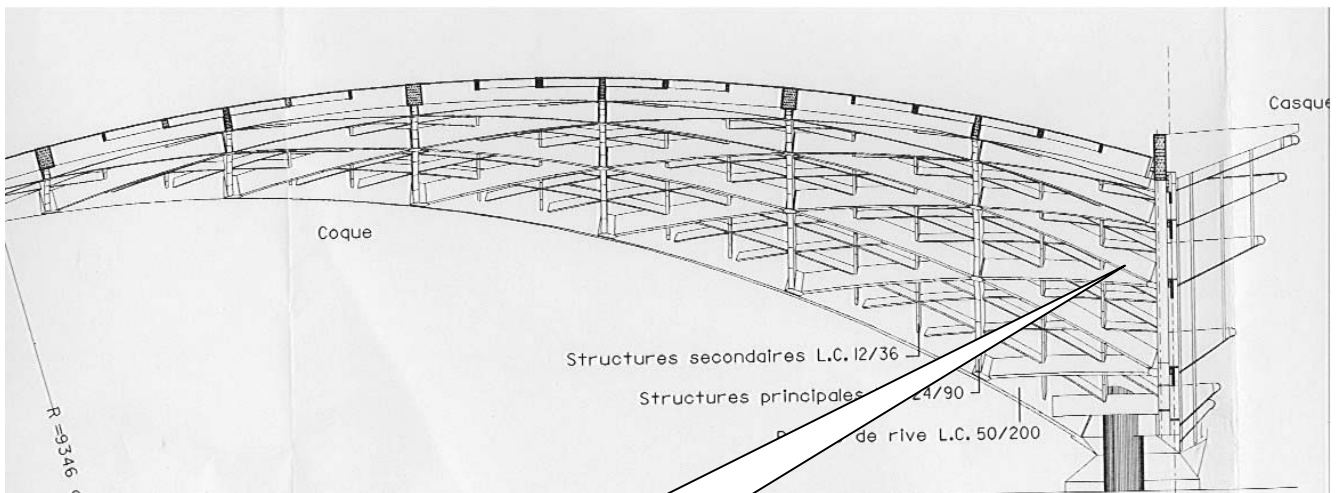 Casque
Coque
Structures secondaires L.C. 12/36
Structures principales 24/90
de rive L.C. 50/200
R =9346